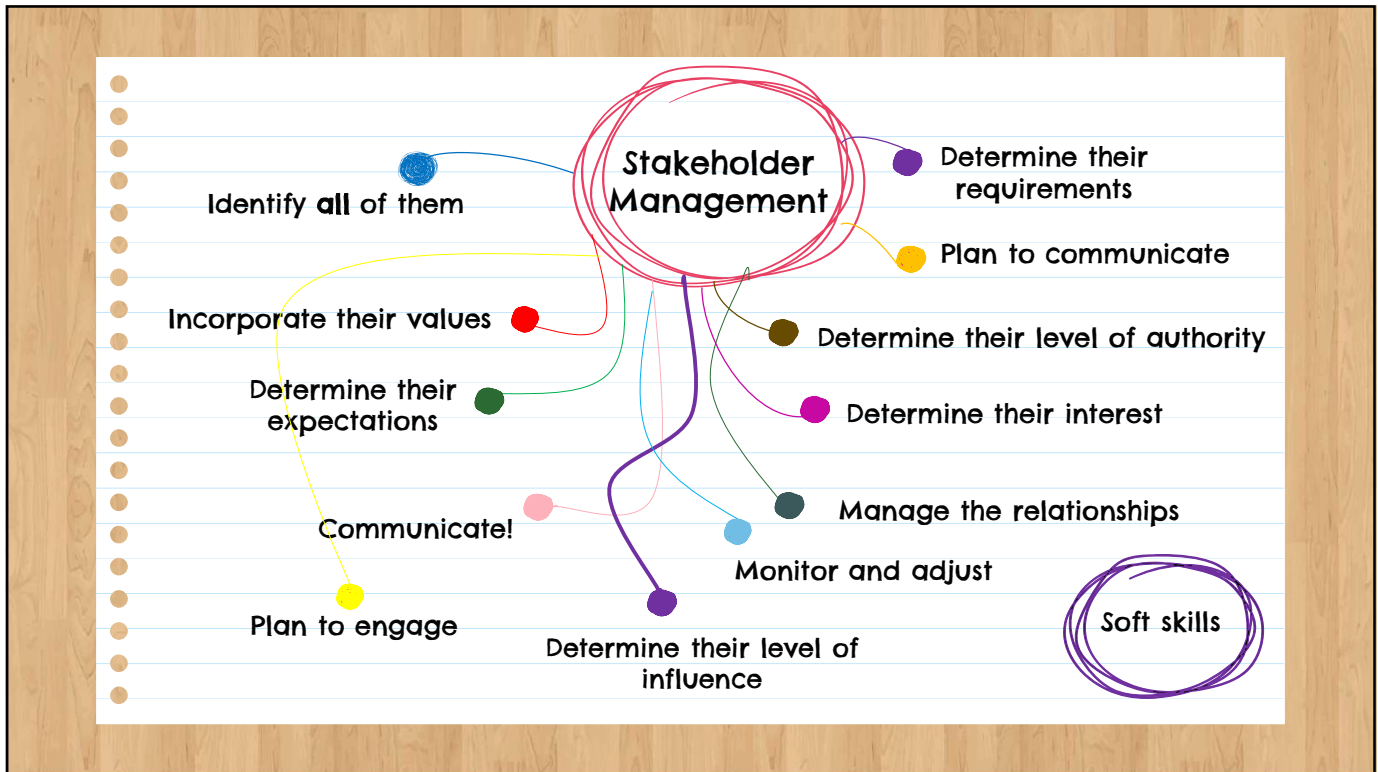 Stakeholder
Management
Identify all of them
Determine their
requirements
Plan to communicate
Incorporate their values
Determine their level of authority
Determine their
expectations
Determine their interest
Communicate!
Manage the relationships
Monitor and adjust
Plan to engage
Determine their level of
influence
Soft skills